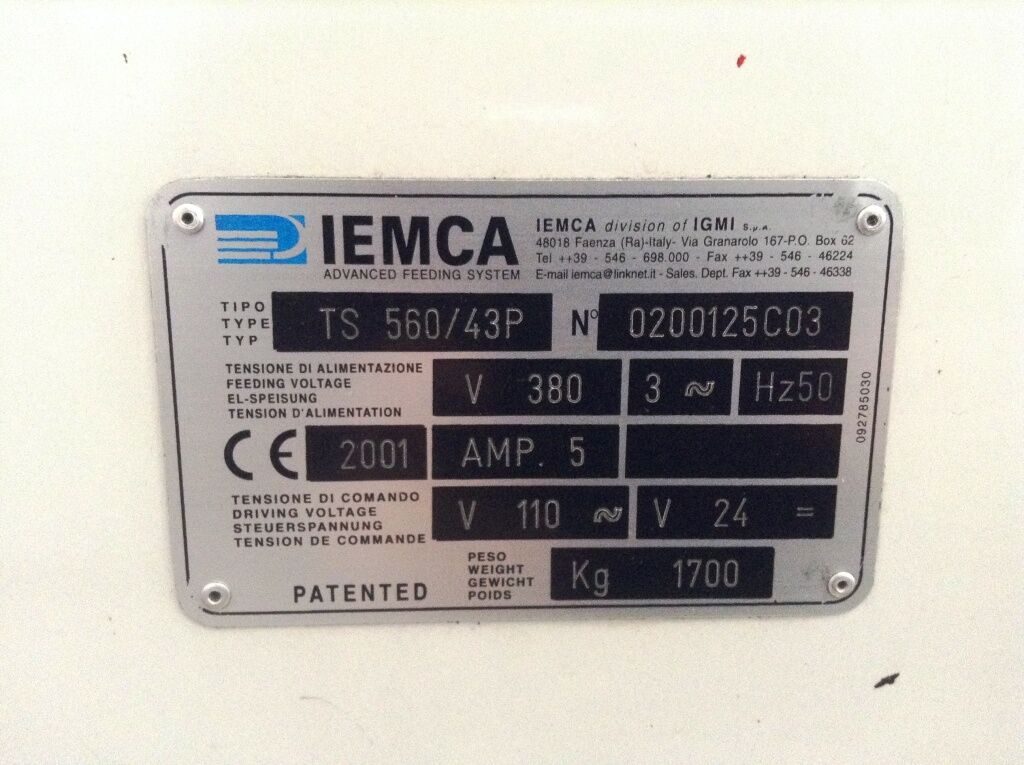 IEMCA
ADVANCED FEEDING SYSTEM
IEMCA division of IGMI S.p.A.
48018 Faenza (Ra)-Italy- Via Granarolo 167-P.O. Box 62
Tel ++39 - 546 - 698.000 - Fax ++39 - 546 - 46224
E-mail iemca@linknet.it - Sales. Dept. Fax ++39 - 546 - 46338
TIPO
TYPE
TYP
TS 560/43P
N° 0200125C03
TENSIONE DI ALIMENTAZIONE
FEEDING VOLTAGE
EL-SPEISUNG
TENSION D'ALIMENTATION
V 380
3 ~
Hz50
CE
2001
AMP. 5
TENSIONE DI COMANDO
DRIVING VOLTAGE
STEUERSPANNUNG
TENSION DE COMMANDE
V 110 ~
V 24 =
PATENTED
PESO
WEIGHT
GEWICHT
POIDS
Kg 1700
092785030